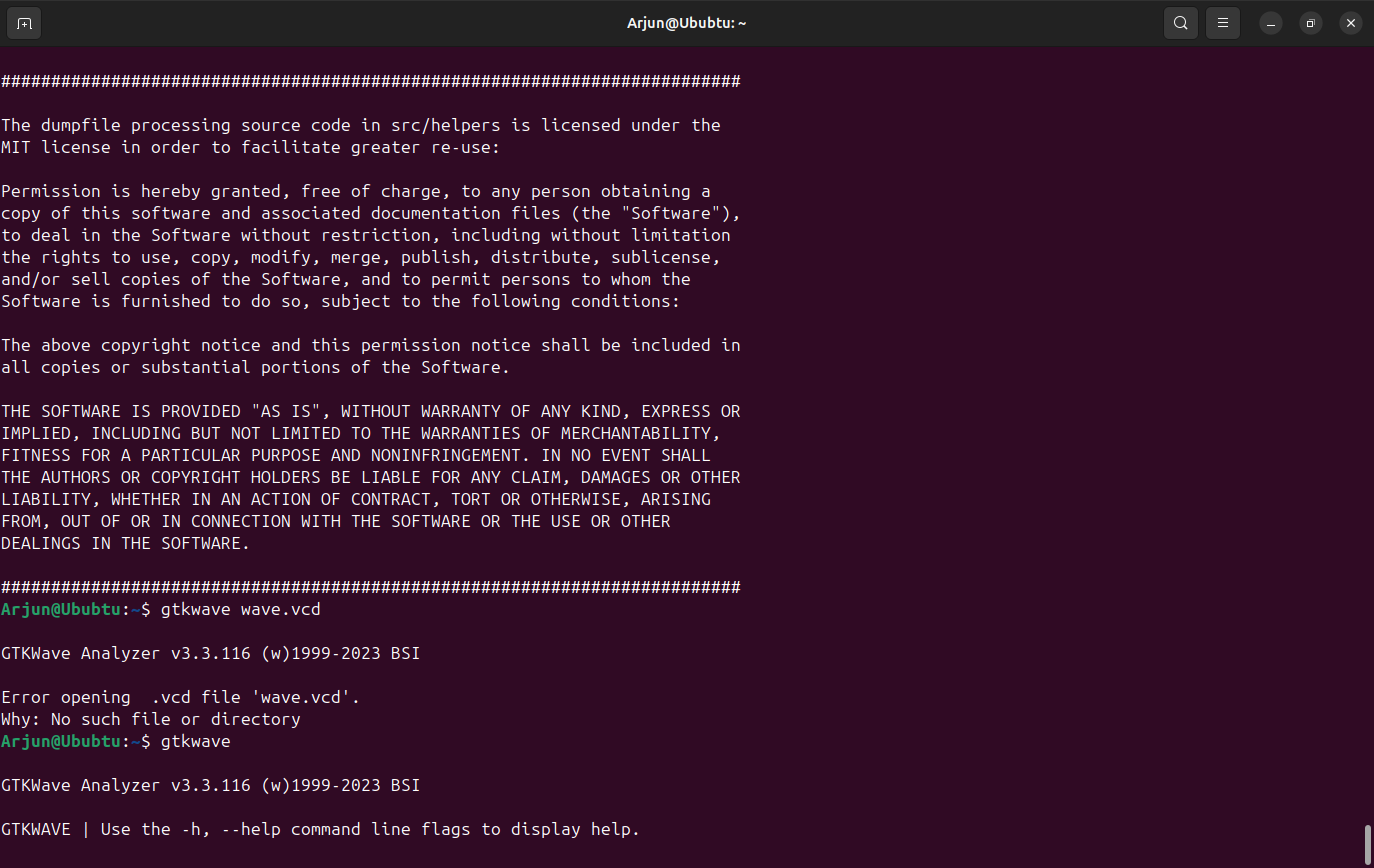 Arjun@Ububtu: ~
##########################################################################
The dumpfile processing source code in src/helpers is licensed under the
MIT license in order to facilitate greater re-use:
Permission is hereby granted, free of charge, to any person obtaining a
copy of this software and associated documentation files (the "Software"),
to deal in the Software without restriction, including without limitation
the rights to use, copy, modify, merge, publish, distribute, sublicense,
and/or sell copies of the Software, and to permit persons to whom the
Software is furnished to do so, subject to the following conditions:
The above copyright notice and this permission notice shall be included in
all copies or substantial portions of the Software.
THE SOFTWARE IS PROVIDED "AS IS", WITHOUT WARRANTY OF ANY KIND, EXPRESS OR
IMPLIED, INCLUDING BUT NOT LIMITED TO THE WARRANTIES OF MERCHANTABILITY,
FITNESS FOR A PARTICULAR PURPOSE AND NONINFRINGEMENT. IN NO EVENT SHALL
THE AUTHORS OR COPYRIGHT HOLDERS BE LIABLE FOR ANY CLAIM, DAMAGES OR OTHER
LIABILITY, WHETHER IN AN ACTION OF CONTRACT, TORT OR OTHERWISE, ARISING
FROM, OUT OF OR IN CONNECTION WITH THE SOFTWARE OR THE USE OR OTHER
DEALINGS IN THE SOFTWARE.
##########################################################################
Arjun@Ububtu:~$ gtkwave wave.vcd
GTKWave Analyzer v3.3.116 (w)1999-2023 BSI
Error opening  .vcd file 'wave.vcd'.
Why: No such file or directory
Arjun@Ububtu:~$ gtkwave
GTKWave Analyzer v3.3.116 (w)1999-2023 BSI
GTKWAVE | Use the -h, --help command line flags to display help.